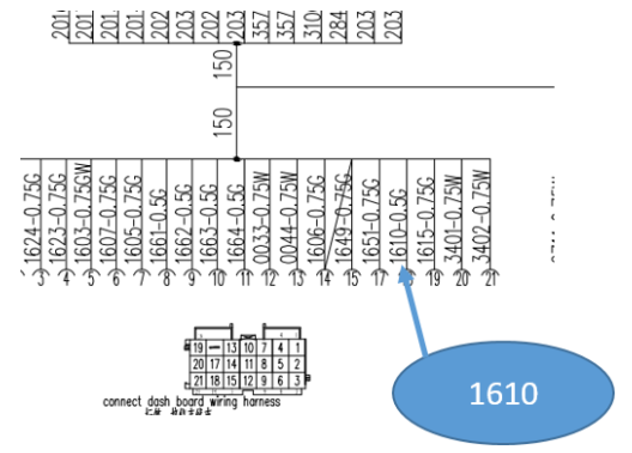 201 201 201 201 202 203 202 203 357 357 310 284 203 203
150
150
1624-0.75G
1623-0.75G
1603-0.75GW
1607-0.75G
1605-0.75G
1661-0.5G
1662-0.5G
1663-0.5G
1664-0.5G
0033-0.75W
0044-0.75W
1606-0.75G
1649-0.75G
1651-0.75G
1610-0.5G
1615-0.75G
3401-0.75W
3402-0.75W
3 4 5 6 7 8 9 10 11 12 13 14 15 17 18 19 20 21
19 — 13 10 7 4 1
20 17 14 11 8 5 2
21 18 15 12 9 6 3
connect dash board wiring harness
1610